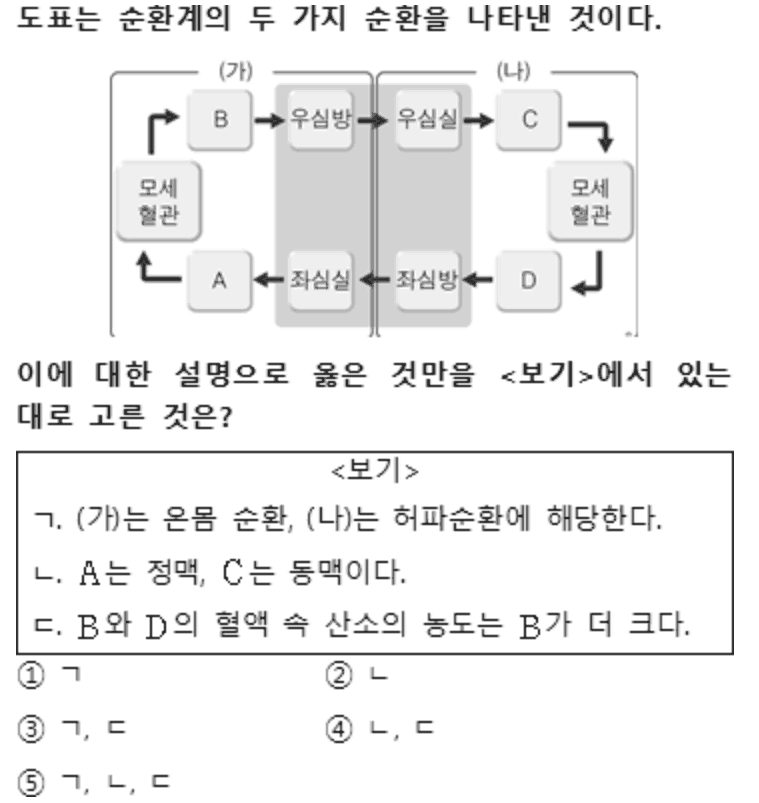 도표는 순환계의 두 가지 순환을 나타낸 것이다.
(가) (나)
B 우심방 우심실 C
모세 혈관 모세 혈관
A 좌심실 좌심방 D
이에 대한 설명으로 옳은 것만을 <보기>에서 있는
대로 고른 것은?
<보기>
ㄱ. (가)는 온몸 순환, (나)는 허파순환에 해당한다.
ㄴ. A는 정맥, C는 동맥이다.
ㄷ. B와 D의 혈액 속 산소의 농도는 B가 더 크다.
① ㄱ ② ㄴ
③ ㄱ, ㄷ ④ ㄴ, ㄷ
⑤ ㄱ, ㄴ, ㄷ